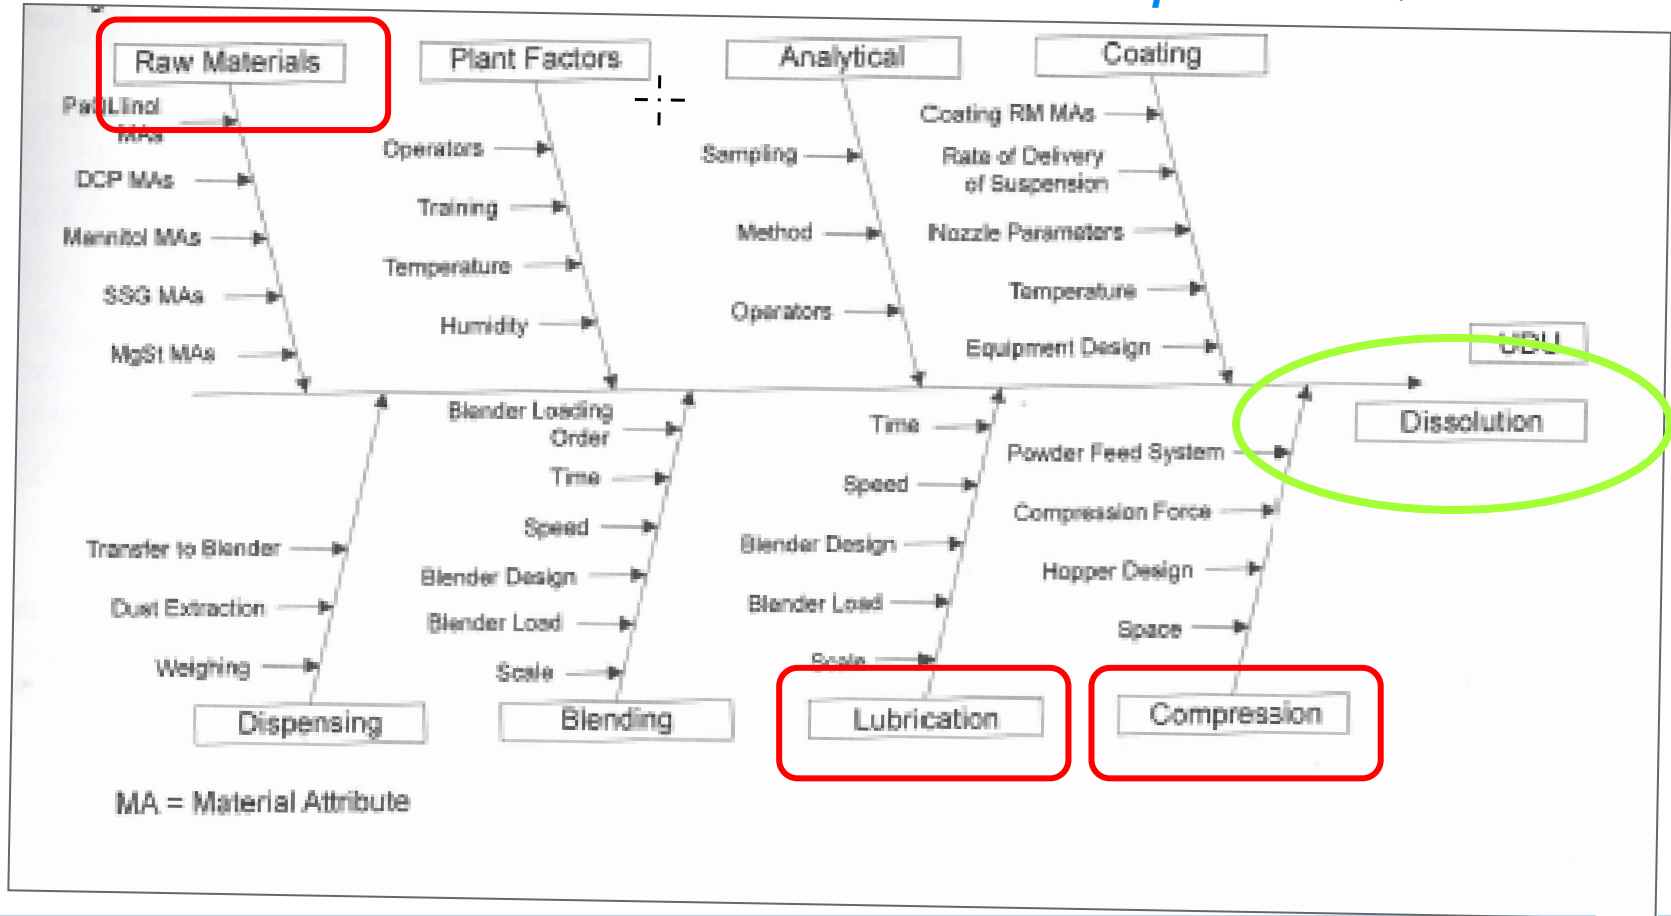 Raw Materials
Plant Factors
Analytical
Coating
MAs
DCP MAs
Mannitol MAs
SSG MAs
MgSt MAs
Operators
Training
Temperature
Humidity
Sampling
Method
Operators
Coating RM MAs
Rate of Delivery
of Suspension
Nozzle Parameters
Temperature
Equipment Design
UDU
Dissolution
Transfer to Blender
Dust Extraction
Weighing
Dispensing
Blender Loading
Order
Time
Speed
Blender Design
Blender Load
Scale
Blending
Time
Speed
Blender Design
Blender Load
Scale
Lubrication
Powder Feed System
Compression Force
Hopper Design
Space
Compression
MA = Material Attribute